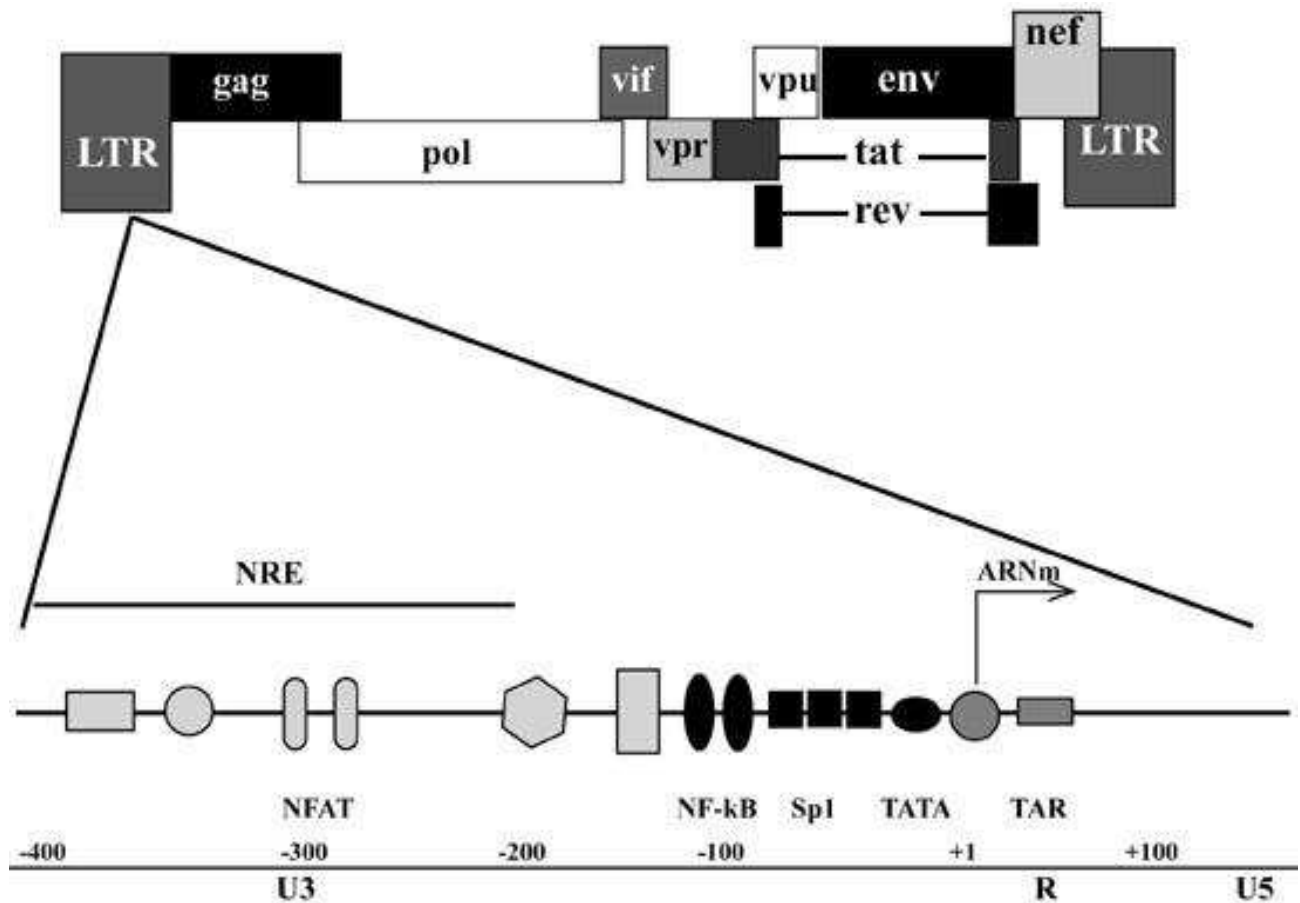 nef
gag vif vpu env
LTR pol vpr tat LTR
rev
NRE ARNm
NFAT NF-kB Sp1 TATA TAR
-400 -300 -200 -100 +1 +100
U3 R U5